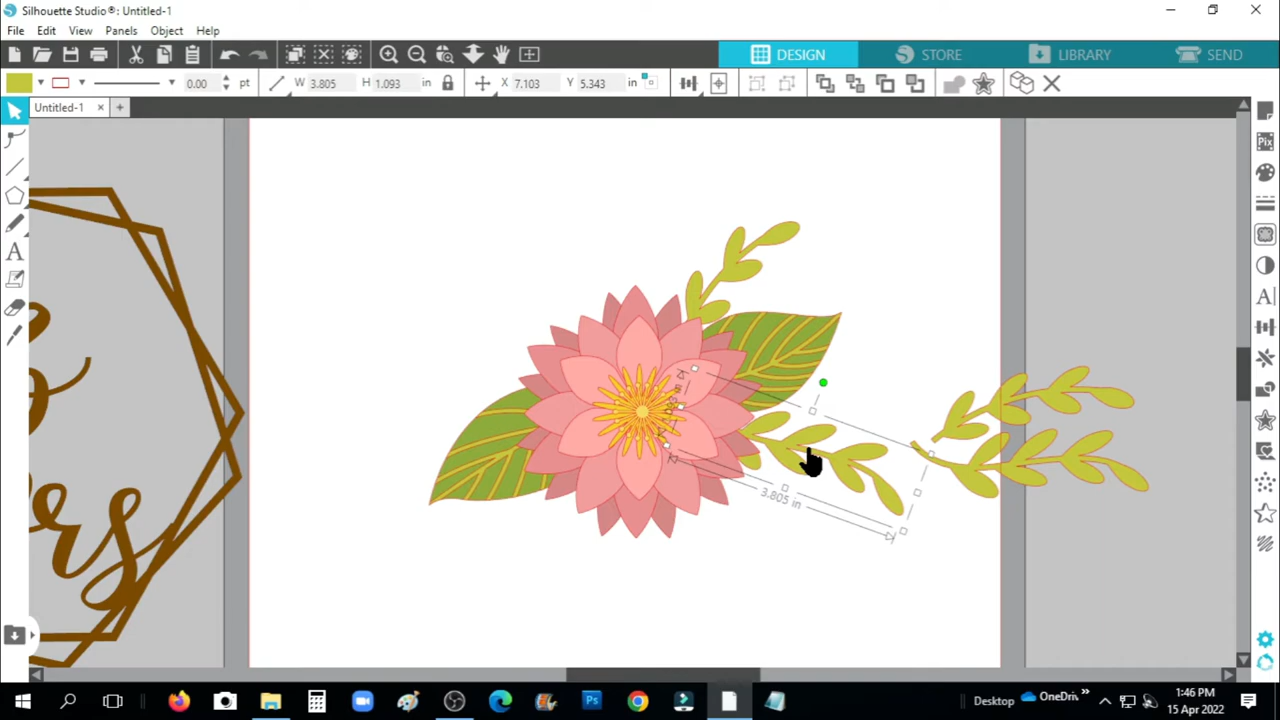 Silhouette Studio®: Untitled-1
File Edit View Panels Object Help
DESIGN STORE LIBRARY SEND
0.00 pt W 3.805 H 1.093 in X 7.103 Y 5.343 in
Untitled-1 ×
3.805 in
ers
1:46 PM
Desktop OneDriv
15 Apr 2022